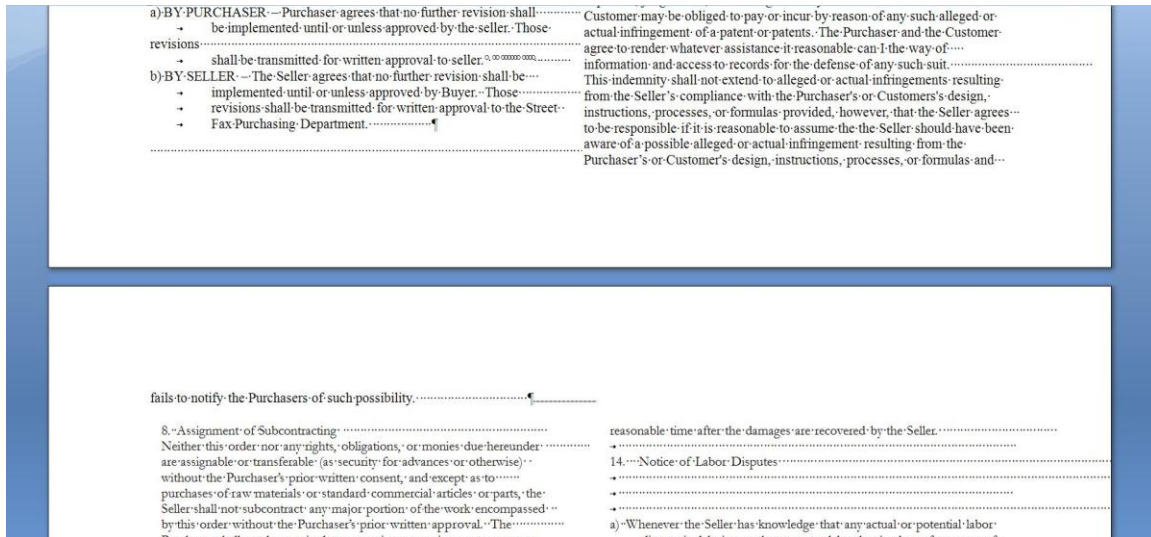 a) BY PURCHASER – Purchaser agrees that no further revision shall
be implemented until or unless approved by the seller. Those
revisions
shall be transmitted for written approval to seller.
b) BY SELLER – The Seller agrees that no further revision shall be
implemented until or unless approved by Buyer. Those
revisions shall be transmitted for written approval to the Street
Fax Purchasing Department. ¶
Customer may be obliged to pay or incur by reason of any such alleged or
actual infringement of a patent or patents. The Purchaser and the Customer
agree to render whatever assistance it reasonable can I the way of
information and access to records for the defense of any such suit.
This indemnity shall not extend to alleged or actual infringements resulting
from the Seller's compliance with the Purchaser's or Customers's design,
instructions, processes, or formulas provided, however, that the Seller agrees
to be responsible if it is reasonable to assume the the Seller should have been
aware of a possible alleged or actual infringement resulting from the
Purchaser's or Customer's design, instructions, processes, or formulas and
fails to notify the Purchasers of such possibility. ¶
8. Assignment of Subcontracting
Neither this order nor any rights, obligations, or monies due hereunder
are assignable or transferable (as security for advances or otherwise)
without the Purchaser's prior written consent, and except as to
purchases of raw materials or standard commercial articles or parts, the
Seller shall not subcontract any major portion of the work encompassed
by this order without the Purchaser's prior written approval. The
reasonable time after the damages are recovered by the Seller.
14. Notice of Labor Disputes
a) Whenever the Seller has knowledge that any actual or potential labor